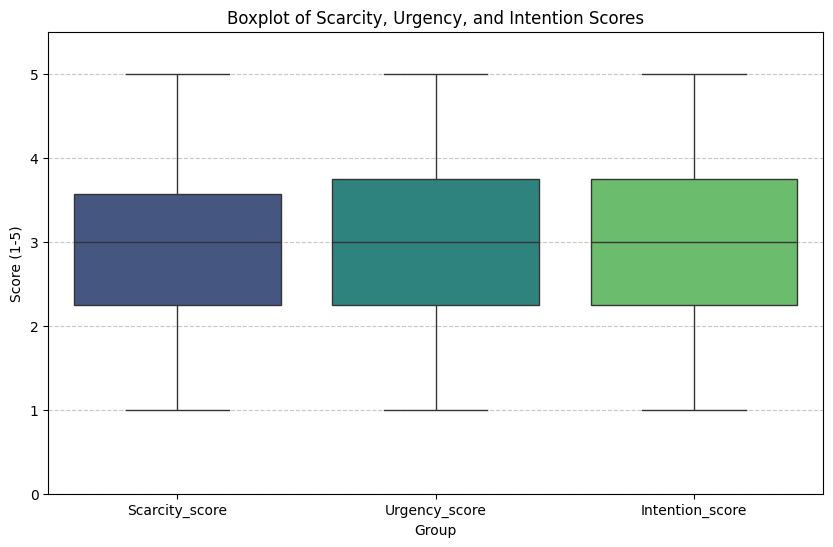 Boxplot of Scarcity, Urgency, and Intention Scores
Score (1-5)
5
4
3
2
1
0
Scarcity_score
Urgency_score
Intention_score
Group